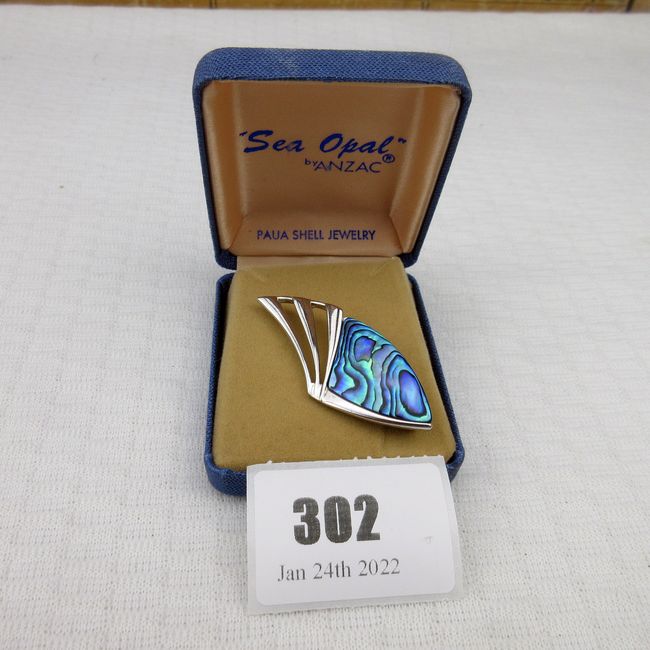 "Sea Opal"
by ANZAC®
PAUA SHELL JEWELRY
302
Jan 24th 2022